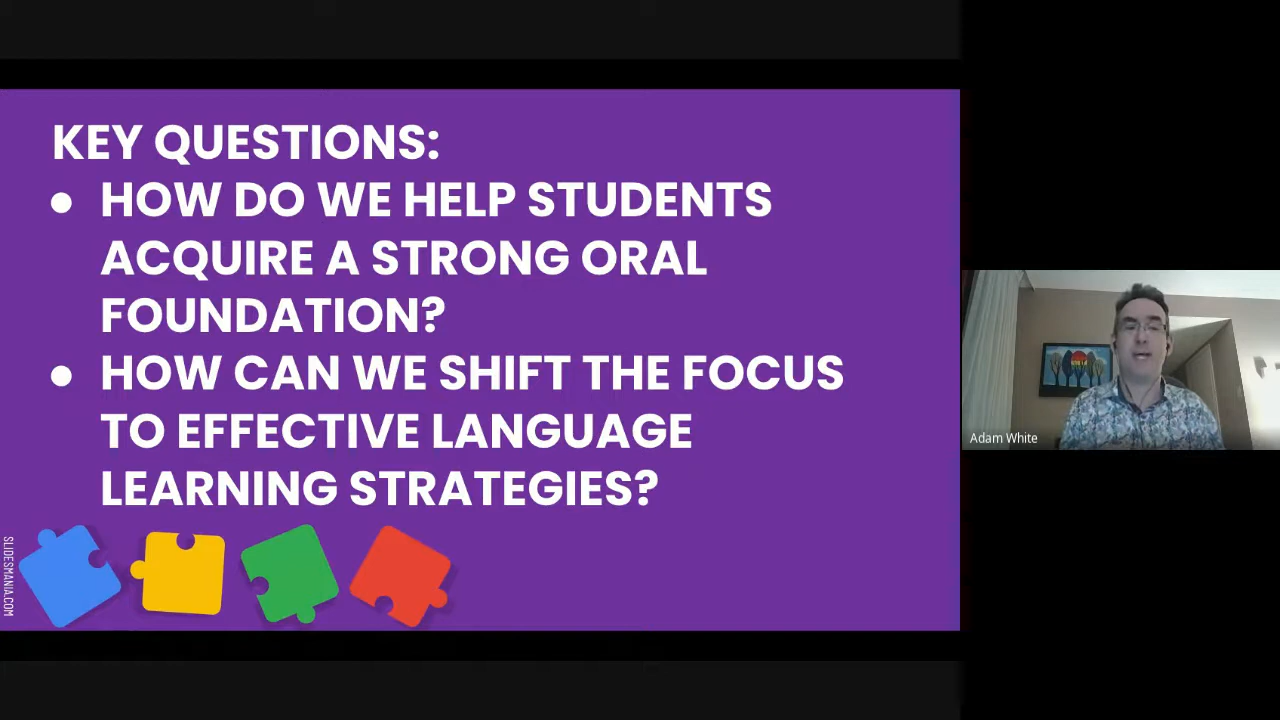 KEY QUESTIONS:
● HOW DO WE HELP STUDENTS
ACQUIRE A STRONG ORAL
FOUNDATION?
● HOW CAN WE SHIFT THE FOCUS
TO EFFECTIVE LANGUAGE
LEARNING STRATEGIES?
SLIDESMANIA.COM
Adam White